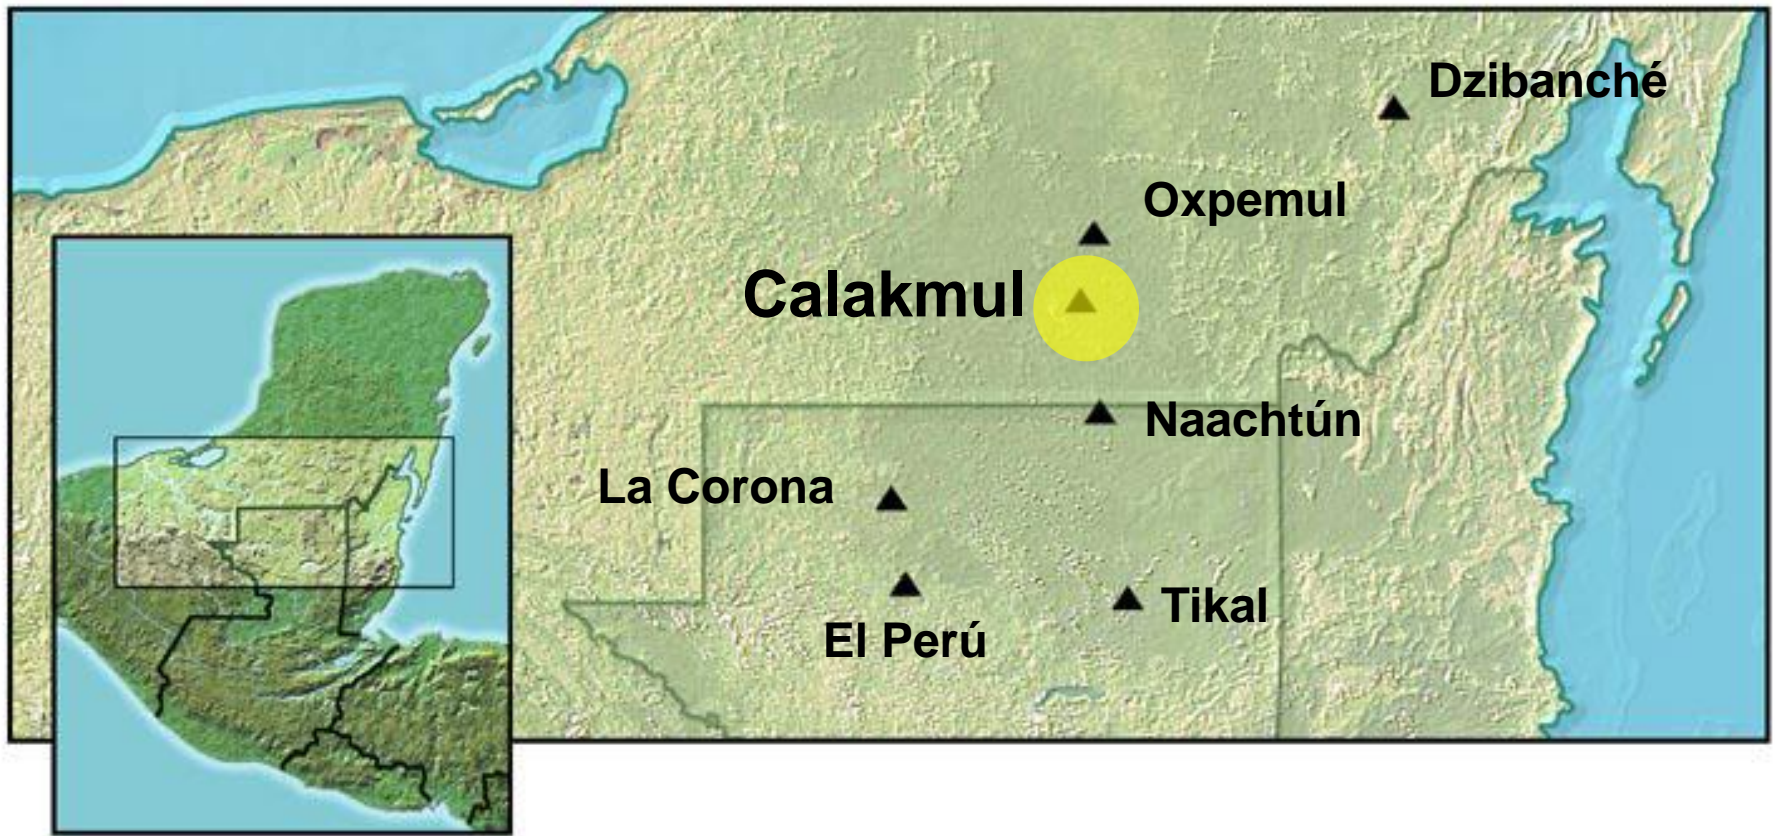 Dzibanché
Oxpemul
Calakmul
Naachtún
La Corona
Tikal
El Perú